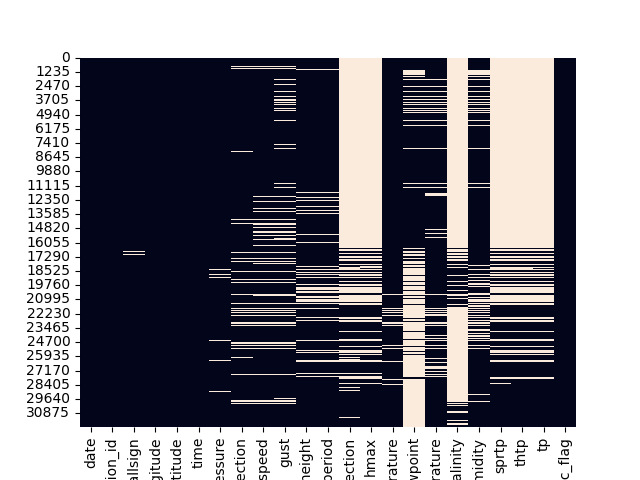 0
1235
2470
3705
4940
6175
7410
8645
9880
11115
12350
13585
14820
16055
17290
18525
19760
20995
22230
23465
24700
25935
27170
28405
29640
30875
date
ion_id
allsign
gitude
titude
time
essure
ection
speed
gust
height
period
ection
hmax
rature
wpoint
rature
alinity
midity
sprtp
thtp
tp
c_flag